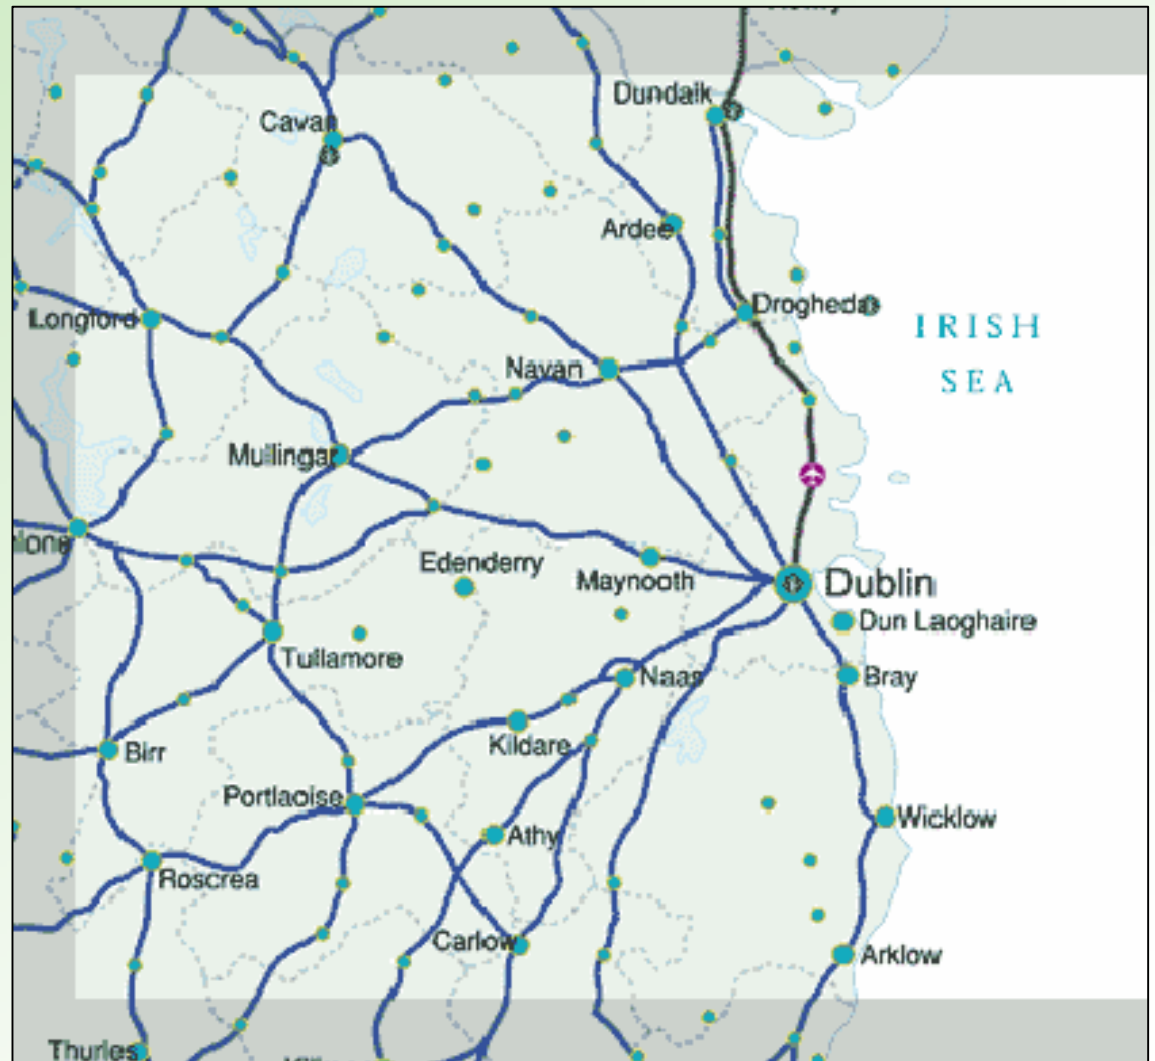 Dundalk
Cavan
Ardee
Longford
Drogheda
IRISH
SEA
Navan
Mullingar
lone
Edenderry
Maynooth
Dublin
Dun Laoghaire
Tullamore
Naas
Bray
Kildare
Birr
Portlaoise
Wicklow
Athy
Roscrea
Carlow
Arklow
Thurles